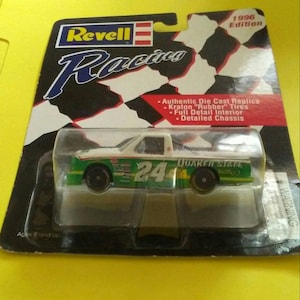 Revell
1996
Edition
Racing
• Authentic Die Cast Replica
• Kraton "Rubber" Tires
• Full Detail Interior
• Detailed Chassis
24
QUAKER STATE